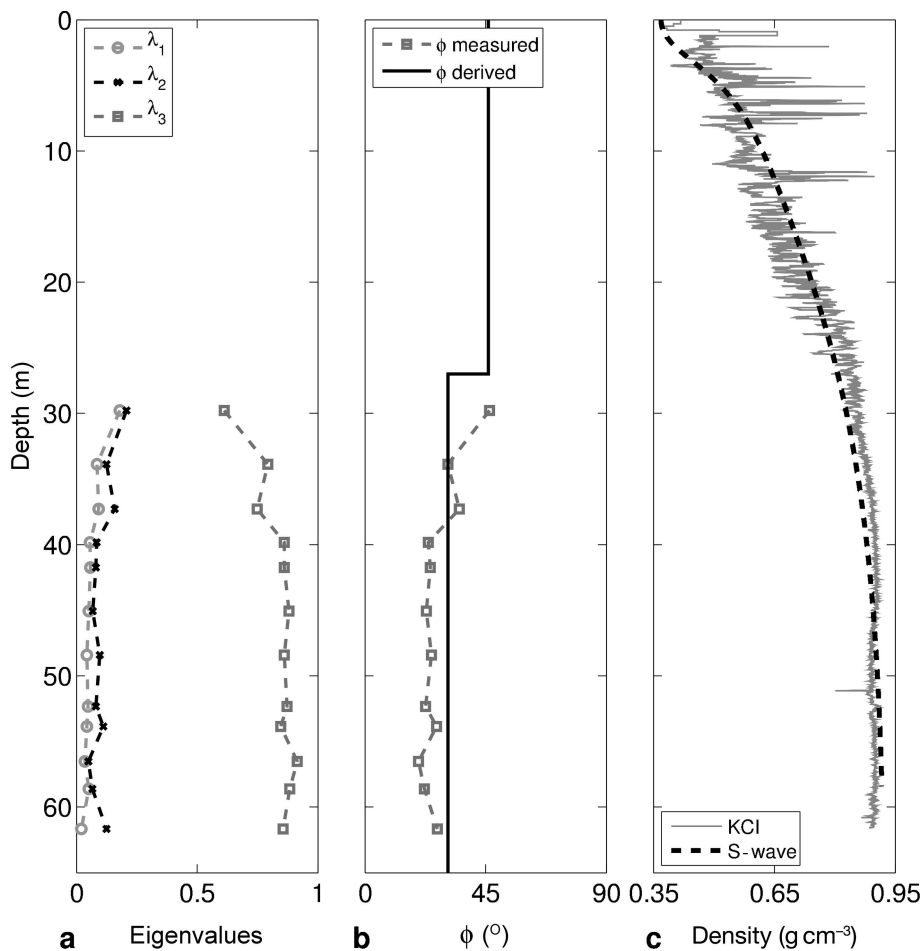 0
10
20
30
40
50
60
Depth (m)
λ1
λ2
λ3
0 0.5 1
a Eigenvalues
ϕ measured
ϕ derived
0 45 90
b ϕ (°)
KCI
S-wave
0.35 0.65 0.95
c Density (g cm⁻³)